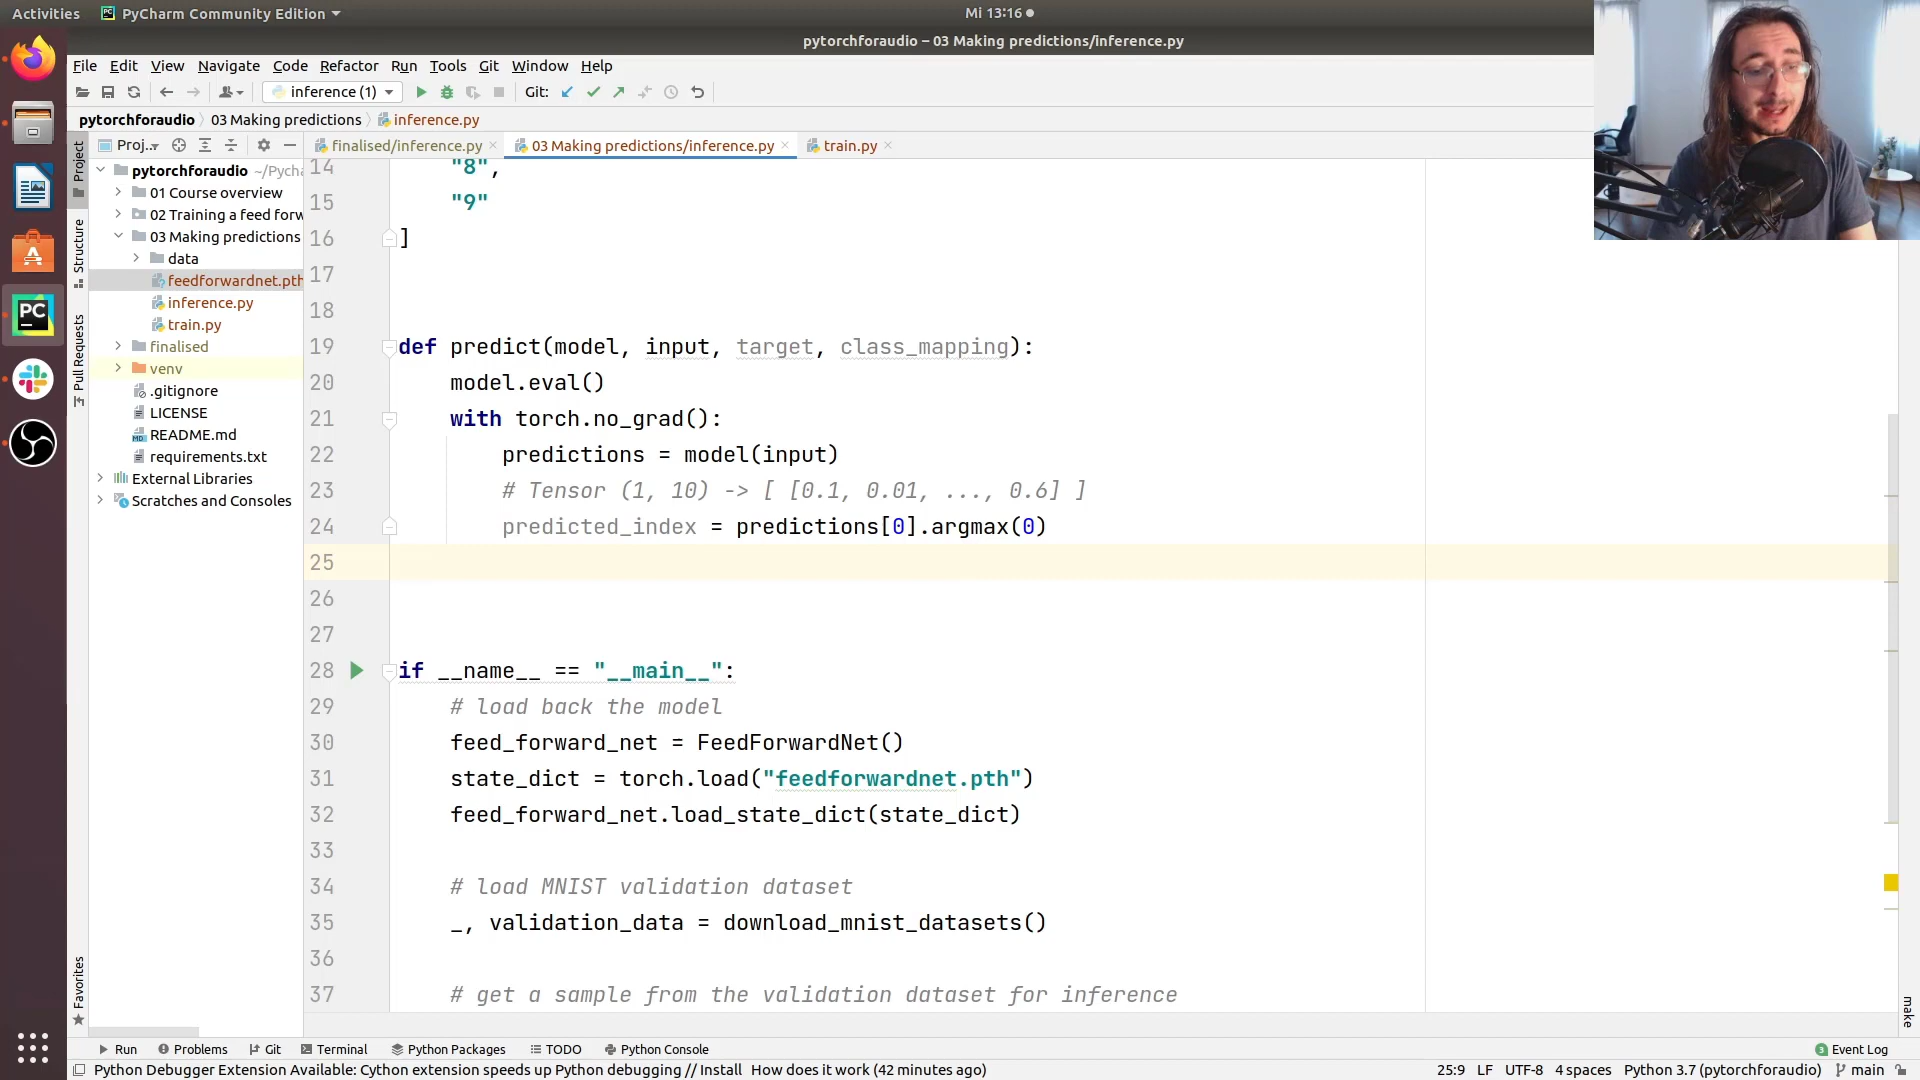 Activities
PyCharm Community Edition
Mi 13:16
pytorchforaudio – 03 Making predictions/inference.py
File Edit View Navigate Code Refactor Run Tools Git Window Help
inference (1)
Git:
pytorchforaudio
03 Making predictions
inference.py
Proj...
finalised/inference.py
03 Making predictions/inference.py
train.py
Project
Structure
Pull Requests
Favorites
pytorchforaudio ~/Pycha
01 Course overview
02 Training a feed forw
03 Making predictions
data
feedforwardnet.pth
inference.py
train.py
finalised
venv
.gitignore
LICENSE
README.md
requirements.txt
External Libraries
Scratches and Consoles
14 "8",
15 "9"
16 ]
17
18
19 def predict(model, input, target, class_mapping):
20 model.eval()
21 with torch.no_grad():
22 predictions = model(input)
23 # Tensor (1, 10) -> [ [0.1, 0.01, ..., 0.6] ]
24 predicted_index = predictions[0].argmax(0)
25
26
27
28 if __name__ == "__main__":
29 # load back the model
30 feed_forward_net = FeedForwardNet()
31 state_dict = torch.load("feedforwardnet.pth")
32 feed_forward_net.load_state_dict(state_dict)
33
34 # load MNIST validation dataset
35 _, validation_data = download_mnist_datasets()
36
37 # get a sample from the validation dataset for inference
make
Run
Problems
Git
Terminal
Python Packages
TODO
Python Console
3 Event Log
Python Debugger Extension Available: Cython extension speeds up Python debugging // Install How does it work (42 minutes ago)
25:9 LF UTF-8 4 spaces Python 3.7 (pytorchforaudio) main